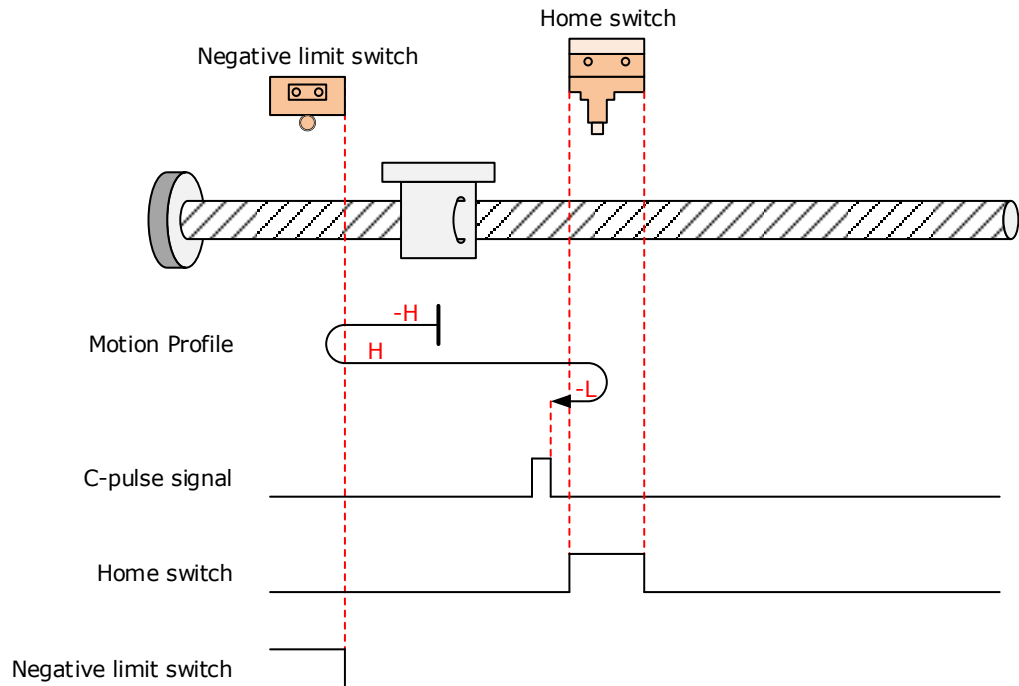 Home switch
Negative limit switch
-H
Motion Profile
H
-L
C-pulse signal
Home switch
Negative limit switch